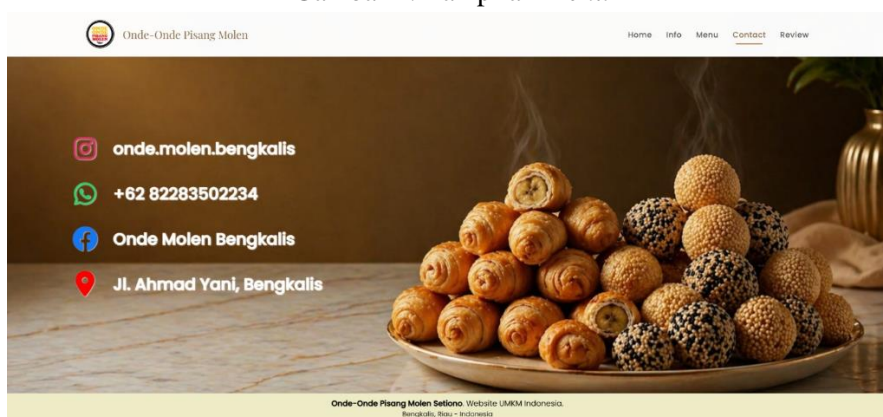 Onde-Onde Pisang Molen
Home Info Menu Contact Review
onde.molen.bengkalis
+62 82283502234
Onde Molen Bengkalis
Jl. Ahmad Yani, Bengkalis
Onde-Onde Pisang Molen Setiono. Website UMKM Indonesia.
Bengkalis, Riau - Indonesia